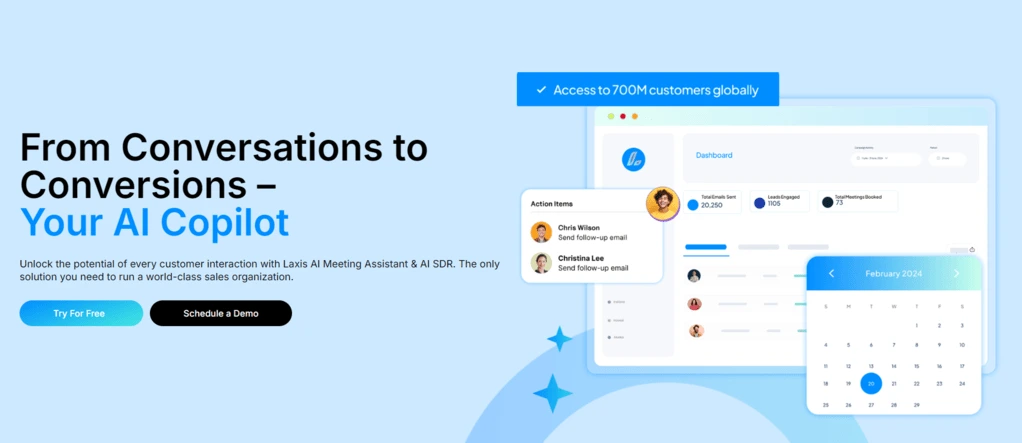 From Conversations to
Conversions –
Your AI Copilot
Unlock the potential of every customer interaction with Laxis AI Meeting Assistant & AI SDR. The only
solution you need to run a world-class sales organization.
Try For Free
Schedule a Demo
Access to 700M customers globally
Dashboard
Total Emails Sent
20,250
Leads Engaged
1105
Total Meetings Booked
73
Action Items
Chris Wilson
Send follow-up email
Christina Lee
Send follow-up email
February 2024
S M T W T F S
1 2 3
4 5 6 7 8 9 10
11 12 13 14 15 16 17
18 19 20 21 22 23 24
25 26 27 28 29